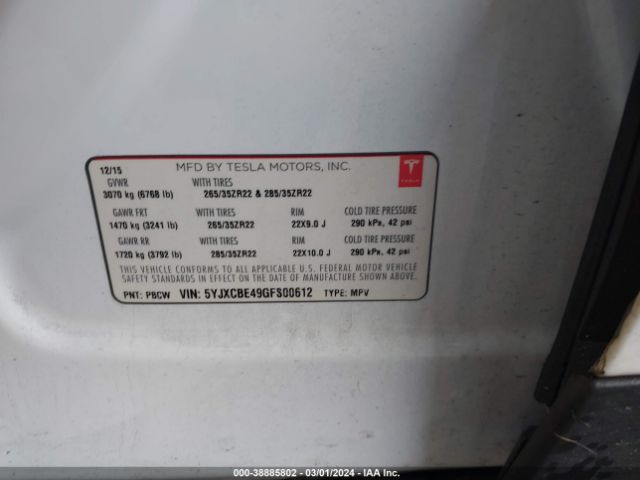 12/15 MFD BY TESLA MOTORS, INC.
TESLA
GVWR WITH TIRES
3070 kg (6768 lb) 265/35ZR22 & 285/35ZR22
GAWR FRT WITH TIRES RIM COLD TIRE PRESSURE
1470 kg (3241 lb) 265/35ZR22 22X9.0 J 290 kPa, 42 psi
GAWR RR WITH TIRES RIM COLD TIRE PRESSURE
1720 kg (3792 lb) 285/35ZR22 22X10.0 J 290 kPa, 42 psi
THIS VEHICLE CONFORMS TO ALL APPLICABLE U.S. FEDERAL MOTOR VEHICLE
SAFETY STANDARDS IN EFFECT ON THE DATE OF MANUFACTURE SHOWN ABOVE.
PNT: PBCW VIN: 5YJXCBE49GFS00612 TYPE: MPV
000-38885802 - 03/01/2024 - IAA Inc.